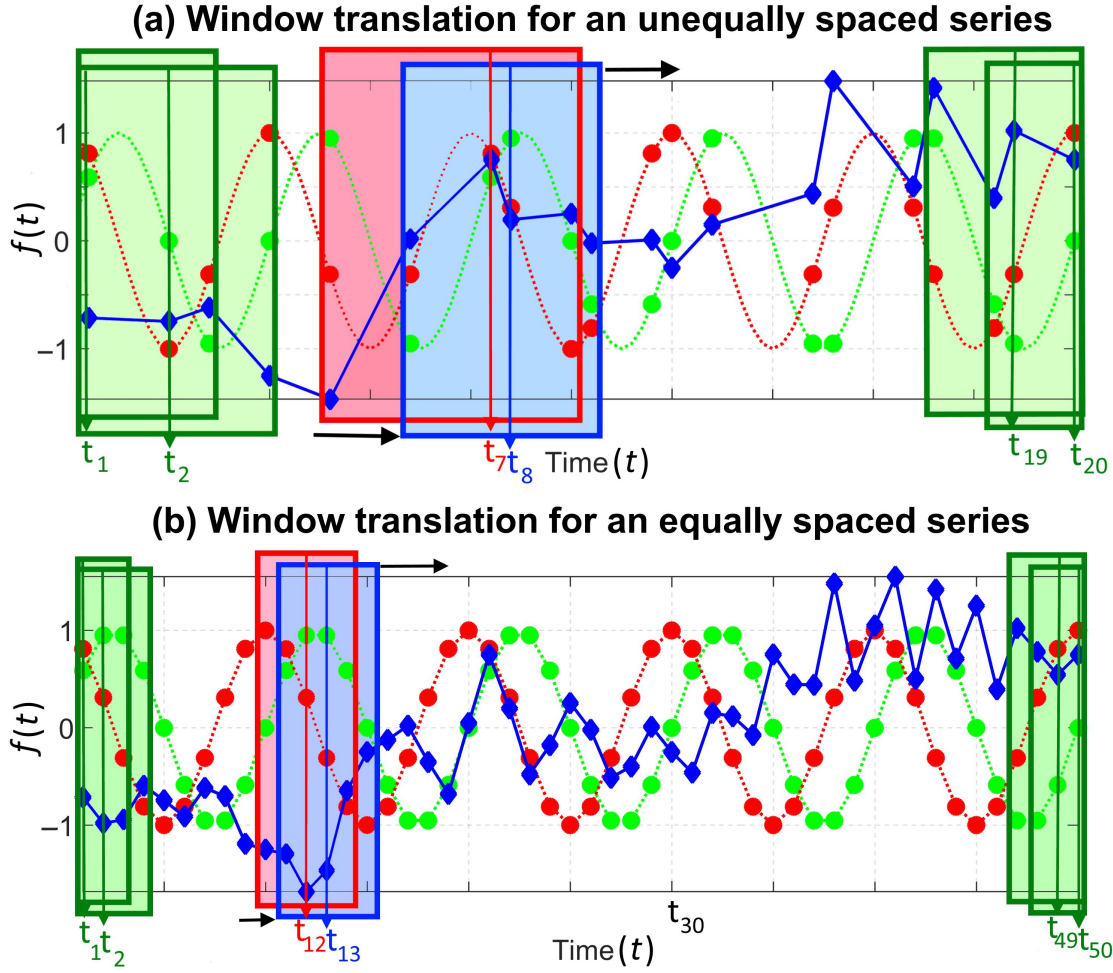 (a) Window translation for an unequally spaced series
1
0
−1
f(t)
t1
t2
t7
t8
Time(t)
t19
t20
(b) Window translation for an equally spaced series
1
0
−1
f(t)
t1
t2
t12
t13
t30
Time(t)
t49
t50